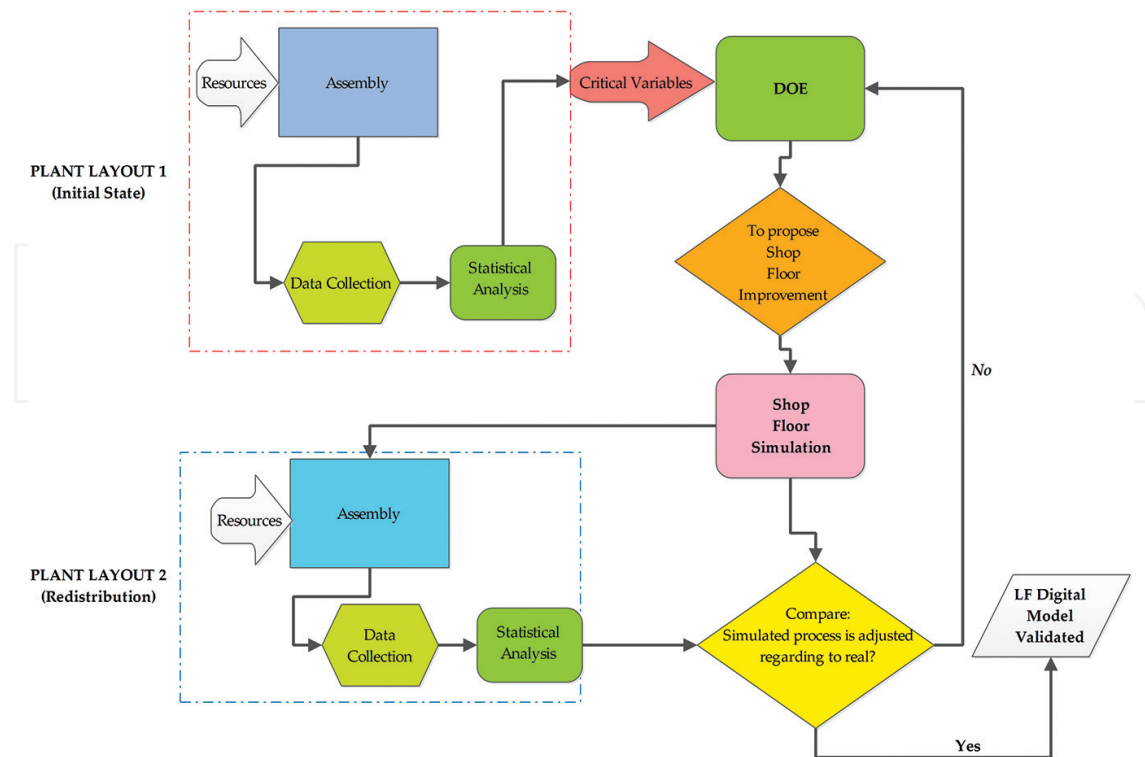 Resources
Assembly
Critical Variables
DOE
PLANT LAYOUT 1
(Initial State)
Data Collection
Statistical
Analysis
To propose
Shop
Floor
Improvement
No
Shop
Floor
Simulation
Resources
Assembly
PLANT LAYOUT 2
(Redistribution)
Data
Collection
Statistical
Analysis
Compare:
Simulated process is adjusted
regarding to real?
LF Digital
Model
Validated
Yes